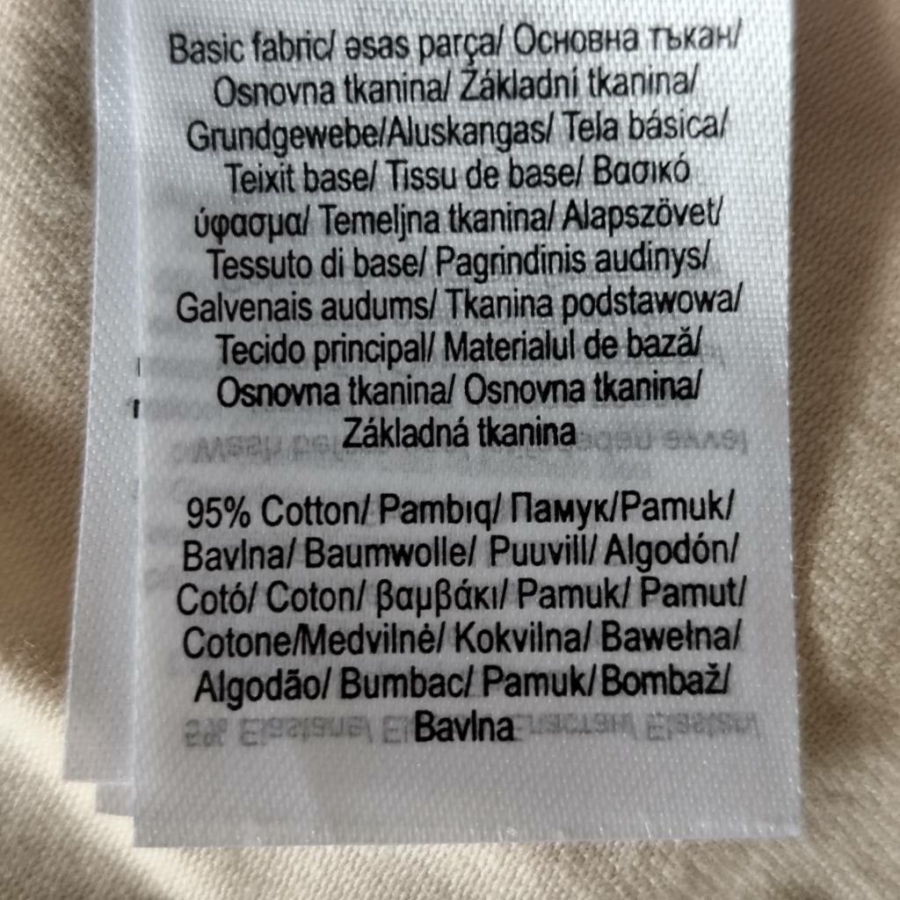 Basic fabric/ əsas parça/ Основна тъкан/
Osnovna tkanina/ Základní tkanina/
Grundgewebe/Aluskangas/ Tela básica/
Teixit base/ Tissu de base/ Βασικό
ύφασμα/ Temeljna tkanina/ Alapszövet/
Tessuto di base/ Pagrindinis audinys/
Galvenais audums/ Tkanina podstawowa/
Tecido principal/ Materialul de bază/
Osnovna tkanina/ Osnovna tkanina/
Základná tkanina
95% Cotton/ Pambıq/ Памук/Pamuk/
Bavlna/ Baumwolle/ Puuvill/ Algodón/
Cotó/ Coton/ βαμβάκι/ Pamuk/ Pamut/
Cotone/Medvilnė/ Kokvilna/ Bawełna/
Algodão/ Bumbac/ Pamuk/Bombaž/
Bavlna